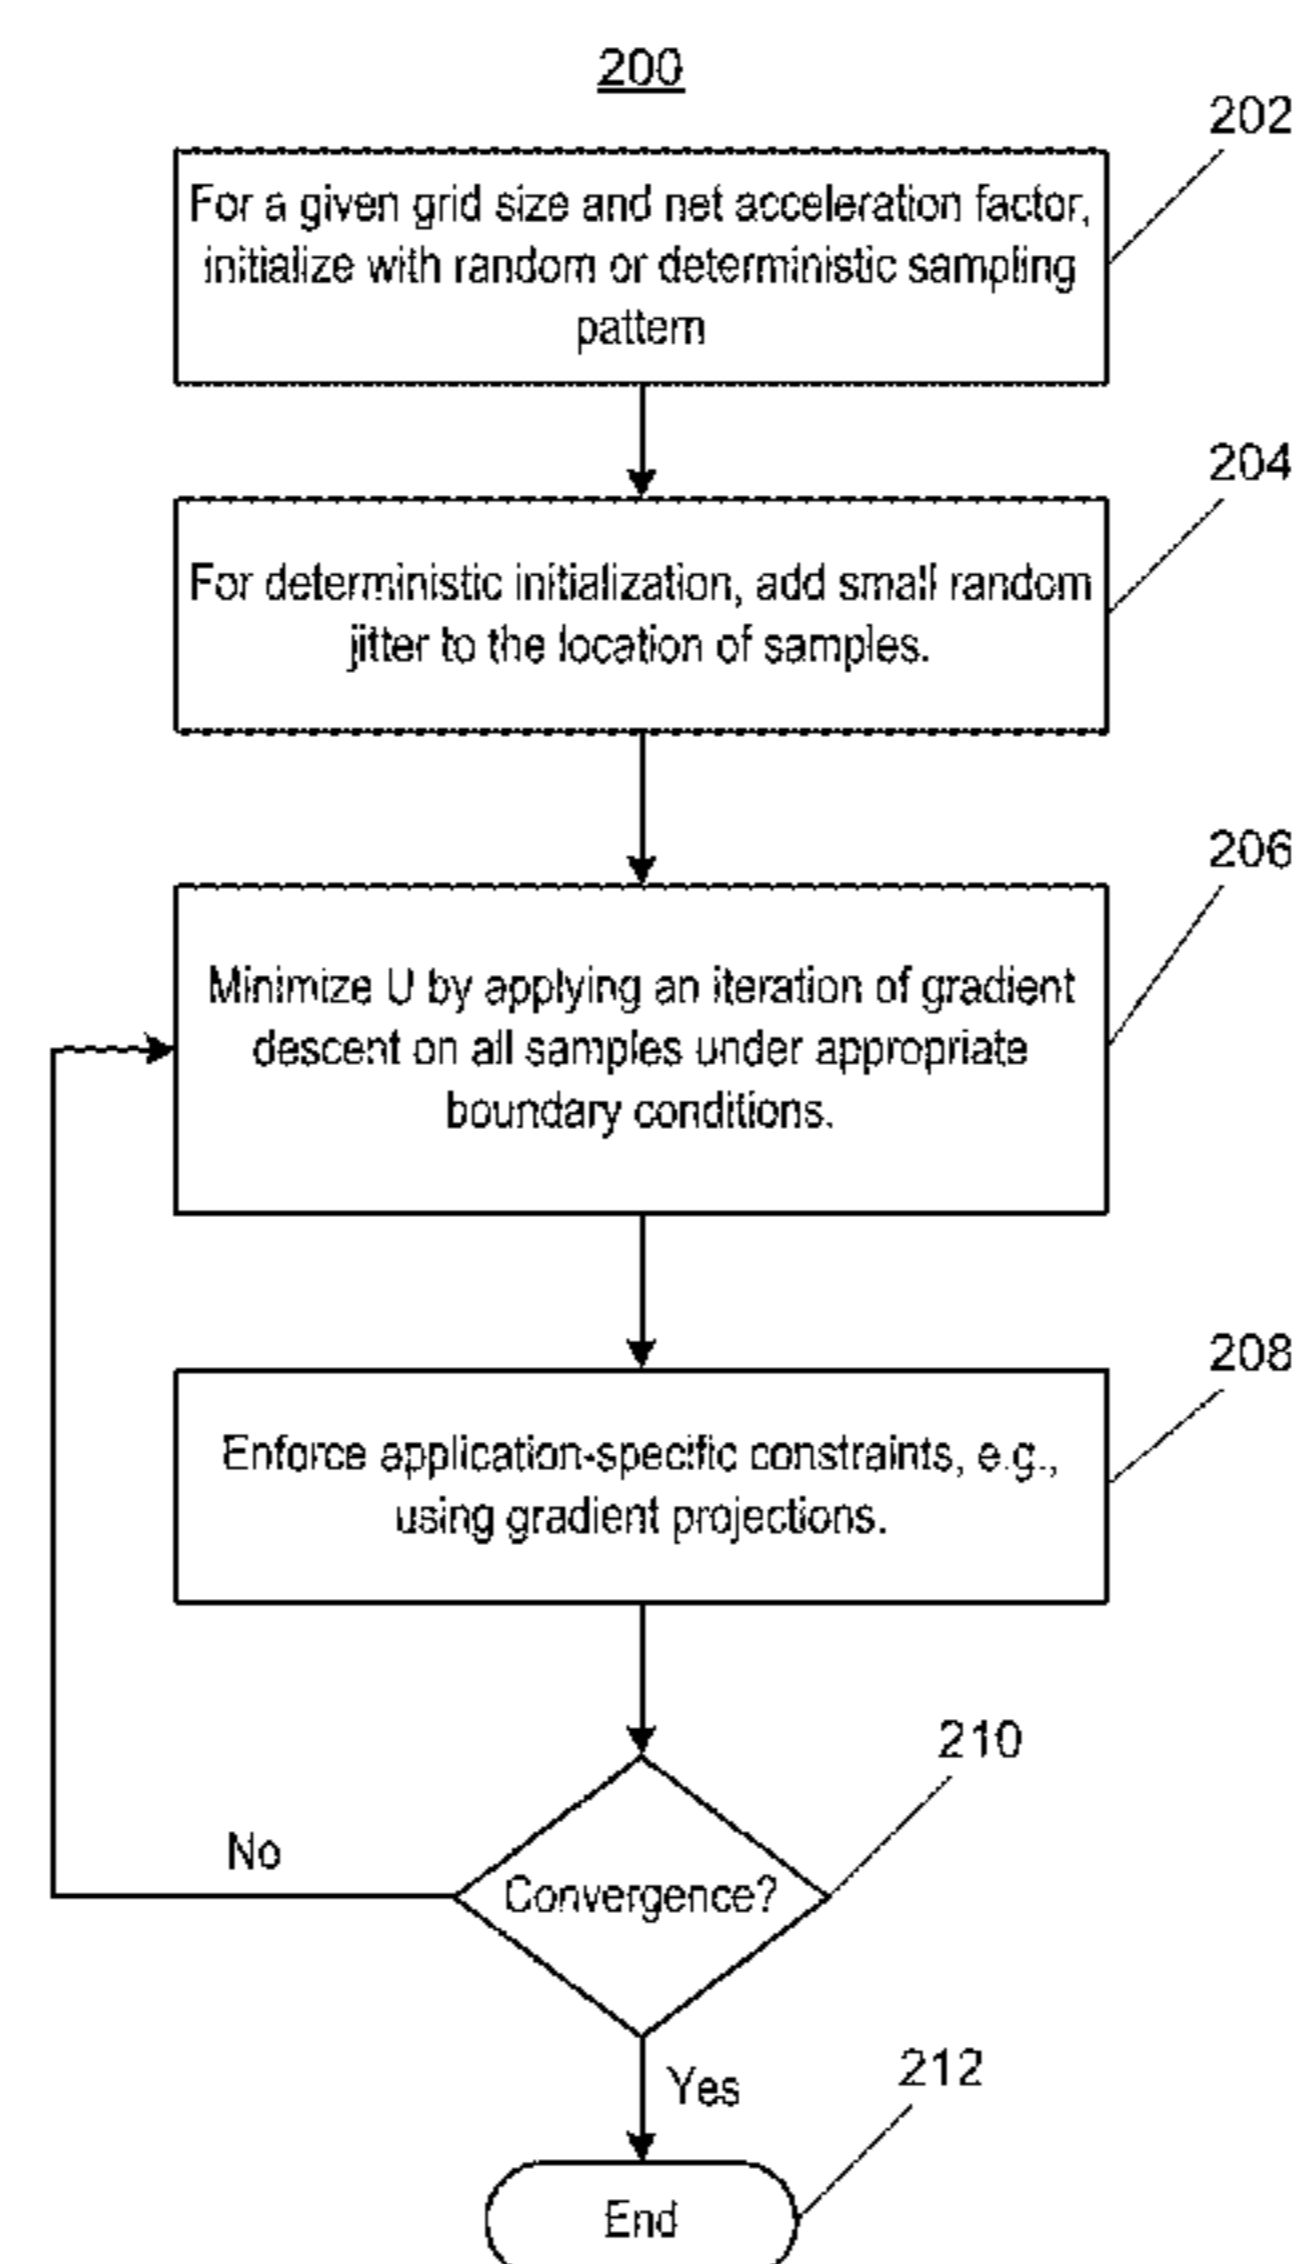 200
202
For a given grid size and net acceleration factor,
initialize with random or deterministic sampling
pattern
204
For deterministic initialization, add small random
jitter to the location of samples.
206
Minimize U by applying an iteration of gradient
descent on all samples under appropriate
boundary conditions.
208
Enforce application-specific constraints, e.g.,
using gradient projections.
210
Convergence?
No
Yes
212
End